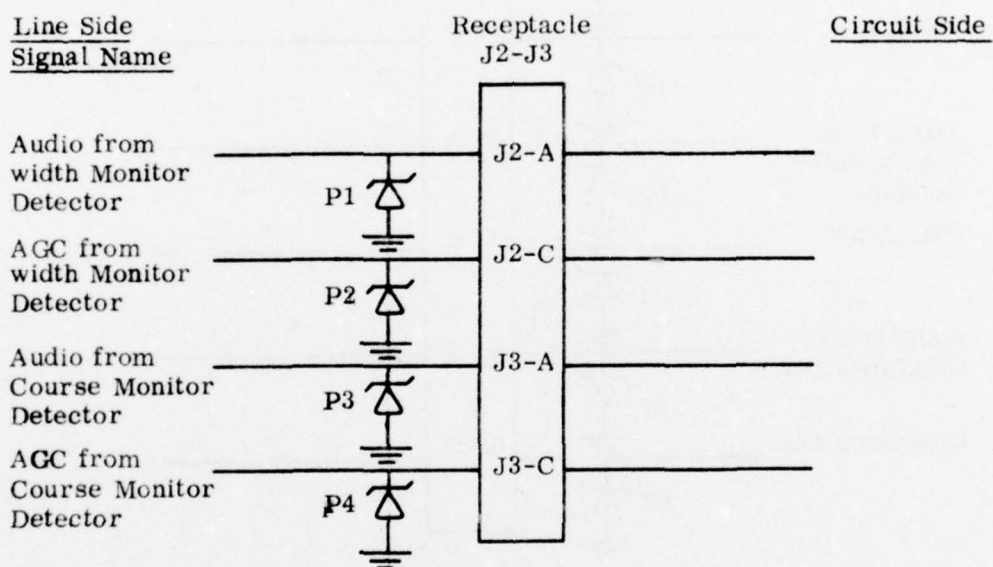 Line Side
Signal Name
Receptacle
J2-J3
Circuit Side
Audio from
width Monitor
Detector
P1
J2-A
AGC from
width Monitor
Detector
P2
J2-C
Audio from
Course Monitor
Detector
P3
J3-A
AGC from
Course Monitor
Detector
P4
J3-C